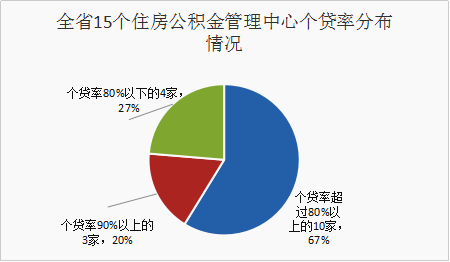 全省15个住房公积金管理中心个贷率分布
情况
个贷率80%以下的4家，
27%
个贷率90%以上的
3家，20%
个贷率超
过80%以
上的10家，
67%